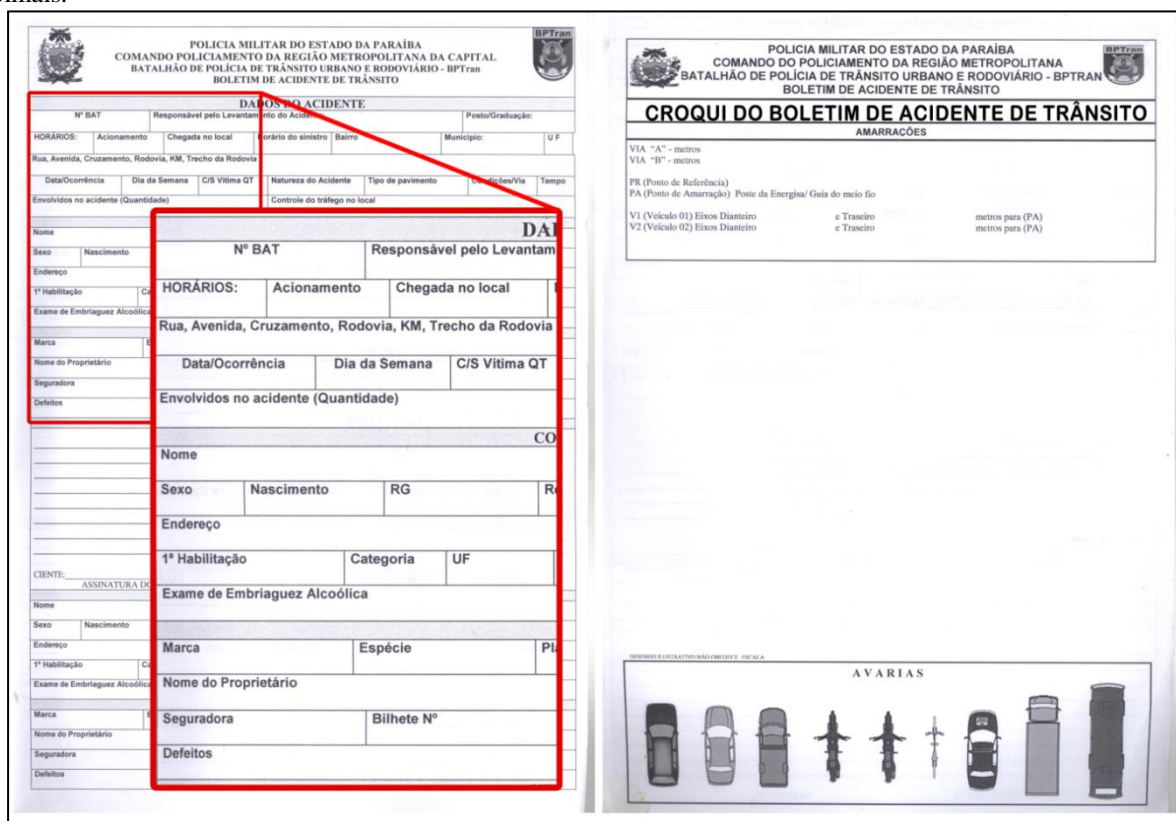 POLICIA MILITAR DO ESTADO DA PARAÍBA
COMANDO DO POLICIAMENTO DA REGIÃO METROPOLITANA DA CAPITAL
BATALHÃO DE POLÍCIA DE TRÂNSITO URBANO E RODOVIÁRIO - BPTran
BOLETIM DE ACIDENTE DE TRÂNSITO
BPTran
DADOS DO ACIDENTE
Nº BAT Responsável pelo Levantamento do Acidente Posto/Graduação:
HORÁRIOS: Acionamento Chegada no local Horário do sinistro Bairro Município: U F
Rua, Avenida, Cruzamento, Rodovia, KM, Trecho da Rodovia
Data/Ocorrência Dia da Semana C/S Vítima QT Natureza do Acidente Tipo de pavimento Condições/Via Tempo
Envolvidos no acidente (Quantidade) Controle do tráfego no local
Nome
Sexo Nascimento
Endereço
1ª Habilitação
Exame de Embriaguez Alcoólica
Marca
Nome do Proprietário
Seguradora
Defeitos
CIENTE:
ASSINATURA DO
Nome
Sexo Nascimento
Endereço
1ª Habilitação
Exame de Embriaguez Alcoólica
Marca
Nome do Proprietário
Seguradora
Defeitos
Nº BAT Responsável pelo Levantam
HORÁRIOS: Acionamento Chegada no local
Rua, Avenida, Cruzamento, Rodovia, KM, Trecho da Rodovia
Data/Ocorrência Dia da Semana C/S Vítima QT
Envolvidos no acidente (Quantidade)
CO
Nome
Sexo Nascimento RG
Endereço
1ª Habilitação Categoria UF
Exame de Embriaguez Alcoólica
Marca Espécie
Nome do Proprietário
Seguradora Bilhete Nº
Defeitos
POLICIA MILITAR DO ESTADO DA PARAÍBA
COMANDO DO POLICIAMENTO DA REGIÃO METROPOLITANA
BATALHÃO DE POLÍCIA DE TRÂNSITO URBANO E RODOVIÁRIO - BPTRAN
BOLETIM DE ACIDENTE DE TRÂNSITO
BPTran
CROQUI DO BOLETIM DE ACIDENTE DE TRÂNSITO
AMARRAÇÕES
VIA "A" - metros
VIA "B" - metros
PR (Ponto de Referência)
PA (Ponto de Amarração) Poste da Energisa/ Guia do meio fio
V1 (Veículo 01) Eixos Dianteiro e Traseiro metros para (PA)
V2 (Veículo 02) Eixos Dianteiro e Traseiro metros para (PA)
DESENHO ILUSTRATIVO NÃO OBEDECE ESCALA
AVARIAS